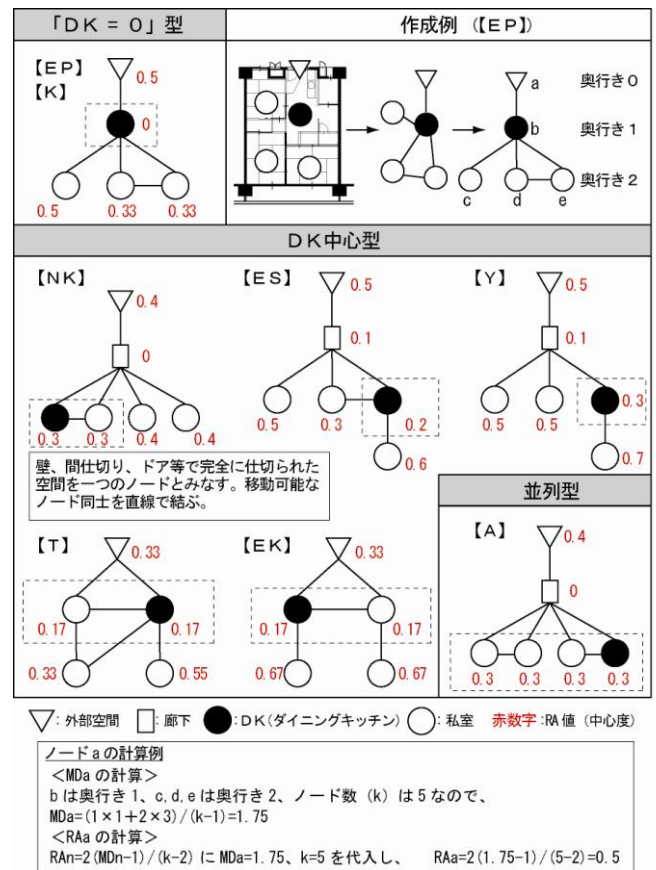 「DK = 0」型
作成例 (【EP】)
【EP】
【K】
0.5
0
0.5
0.33
0.33
a
b
c
d
e
奥行き0
奥行き1
奥行き2
DK中心型
【NK】
0.4
0
0.3
0.3
0.4
0.4
【ES】
0.5
0.1
0.5
0.3
0.2
0.6
【Y】
0.5
0.1
0.5
0.5
0.3
0.7
壁、間仕切り、ドア等で完全に仕切られた
空間を一つのノードとみなす。移動可能な
ノード同士を直線で結ぶ。
【T】
0.33
0.17
0.17
0.33
0.55
【EK】
0.33
0.17
0.17
0.67
0.67
並列型
【A】
0.4
0
0.3
0.3
0.3
0.3
:外部空間 :廊下 :DK(ダイニングキッチン) :私室 赤数字:RA値(中心度)
ノードaの計算例
<MDaの計算>
bは奥行き1、c,d,eは奥行き2、ノード数(k)は5なので、
MDa=(1×1+2×3)/(k-1)=1.75
<RAaの計算>
RAn=2(MDn-1)/(k-2)にMDa=1.75、k=5を代入し、 RAa=2(1.75-1)/(5-2)=0.5